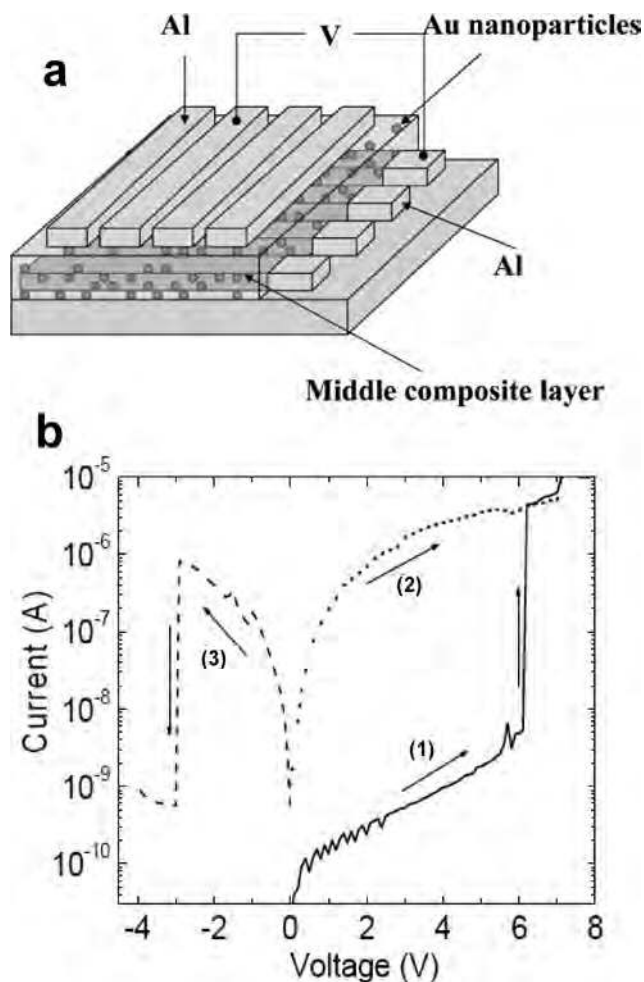 a
Al
V
Au nanoparticles
Al
Middle composite layer
b
Current (A)
10⁻⁵
10⁻⁶
10⁻⁷
10⁻⁸
10⁻⁹
10⁻¹⁰
(1)
(2)
(3)
-4 -2 0 2 4 6 8
Voltage (V)